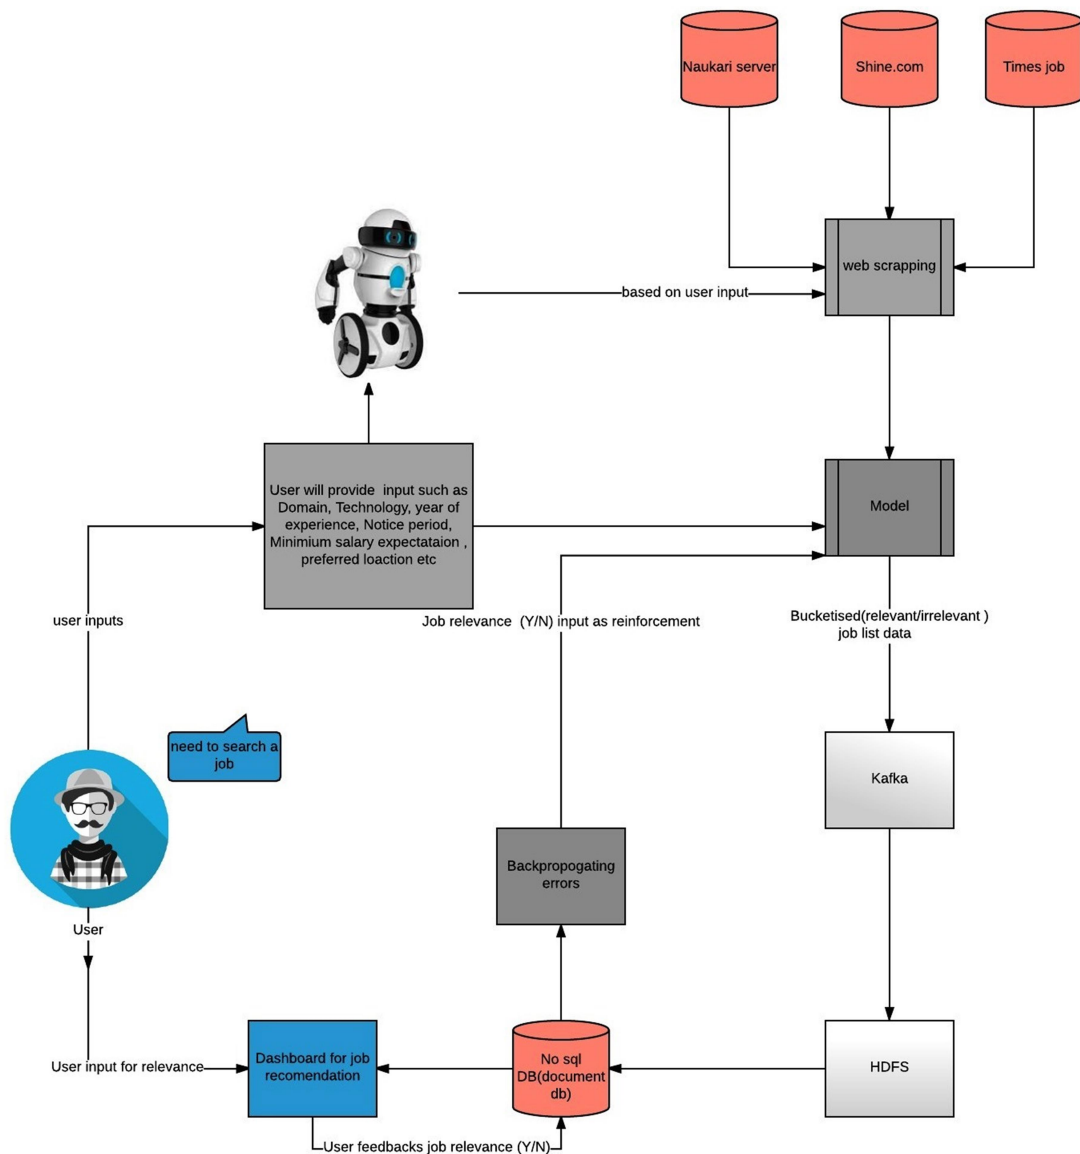 Naukari server
Shine.com
Times job
web scrapping
based on user input
User will provide input such as
Domain, Technology, year of
experience, Notice period,
Minimium salary expectataion ,
preferred loaction etc
Model
user inputs
Job relevance (Y/N) input as reinforcement
Bucketised(relevant/irrelevant )
job list data
need to search a
job
Kafka
Backpropogating
errors
User
User input for relevance
Dashboard for job
recomendation
No sql
DB(document
db)
HDFS
User feedbacks job relevance (Y/N)